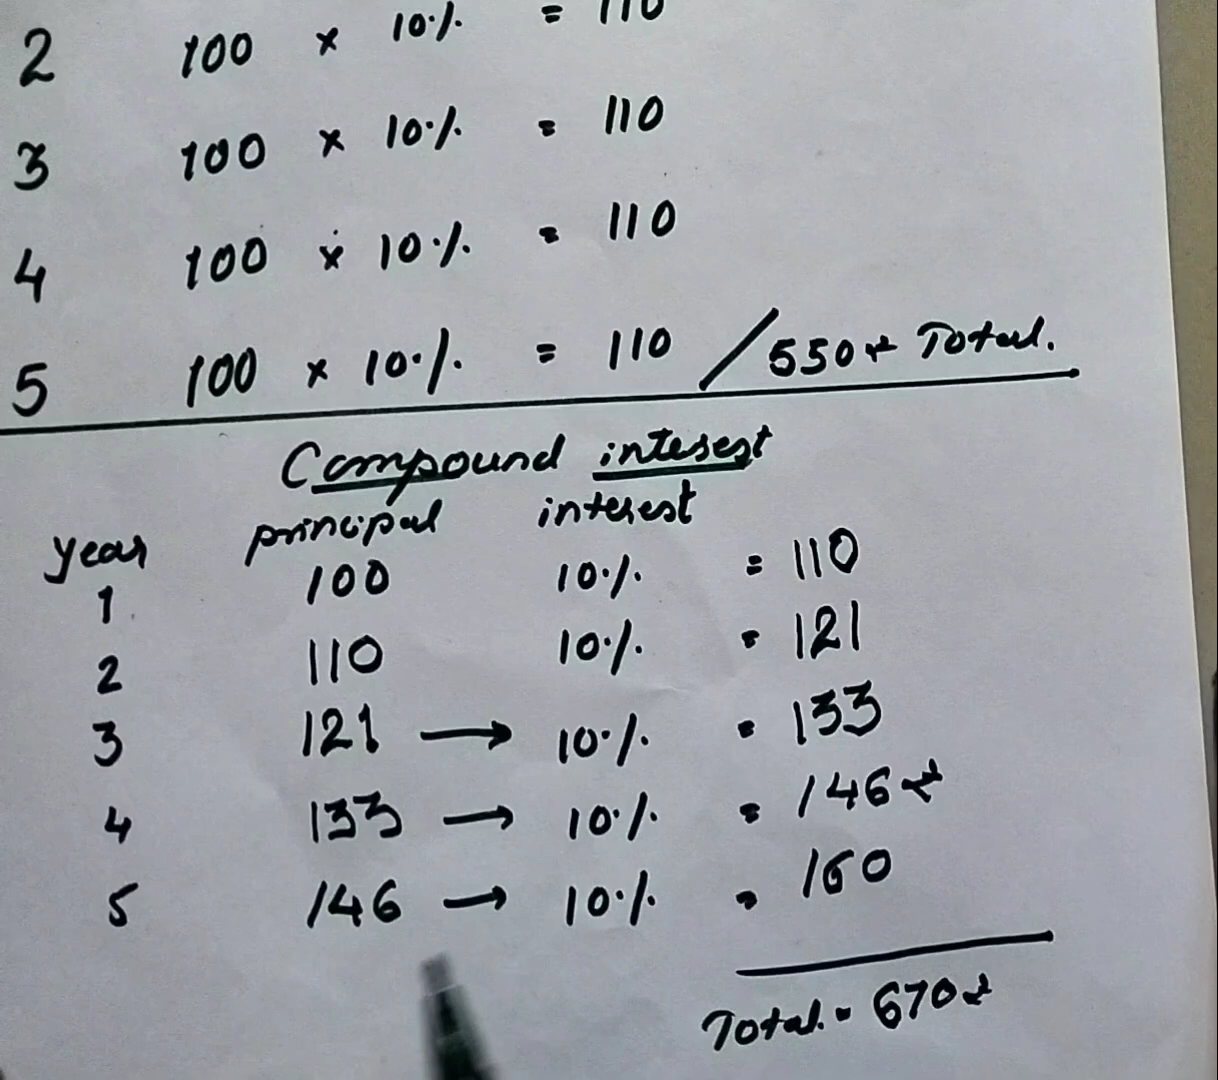 2 100 × 10% = 110
3 100 × 10% = 110
4 100 × 10% = 110
5 100 × 10% = 110 / 550 Total.
Compound interest
year principal interest
1 100 10% = 110
2 110 10% = 121
3 121 → 10% = 133
4 133 → 10% = 146
5 146 → 10% = 160
Total = 670